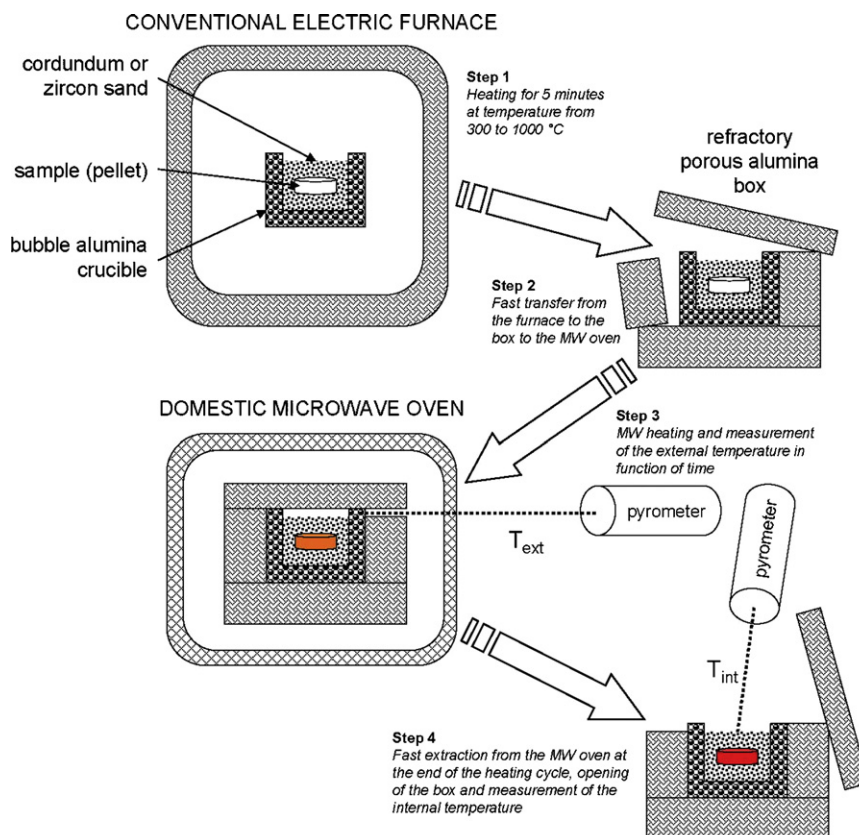 CONVENTIONAL ELECTRIC FURNACE
cordundum or
zircon sand
sample (pellet)
bubble alumina
crucible
Step 1
Heating for 5 minutes
at temperature from
300 to 1000 °C
refractory
porous alumina
box
Step 2
Fast transfer from
the furnace to the
box to the MW oven
DOMESTIC MICROWAVE OVEN
Step 3
MW heating and measurement
of the external temperature in
function of time
pyrometer
Text
pyrometer
Tint
Step 4
Fast extraction from the MW oven at
the end of the heating cycle, opening
of the box and measurement of the
internal temperature